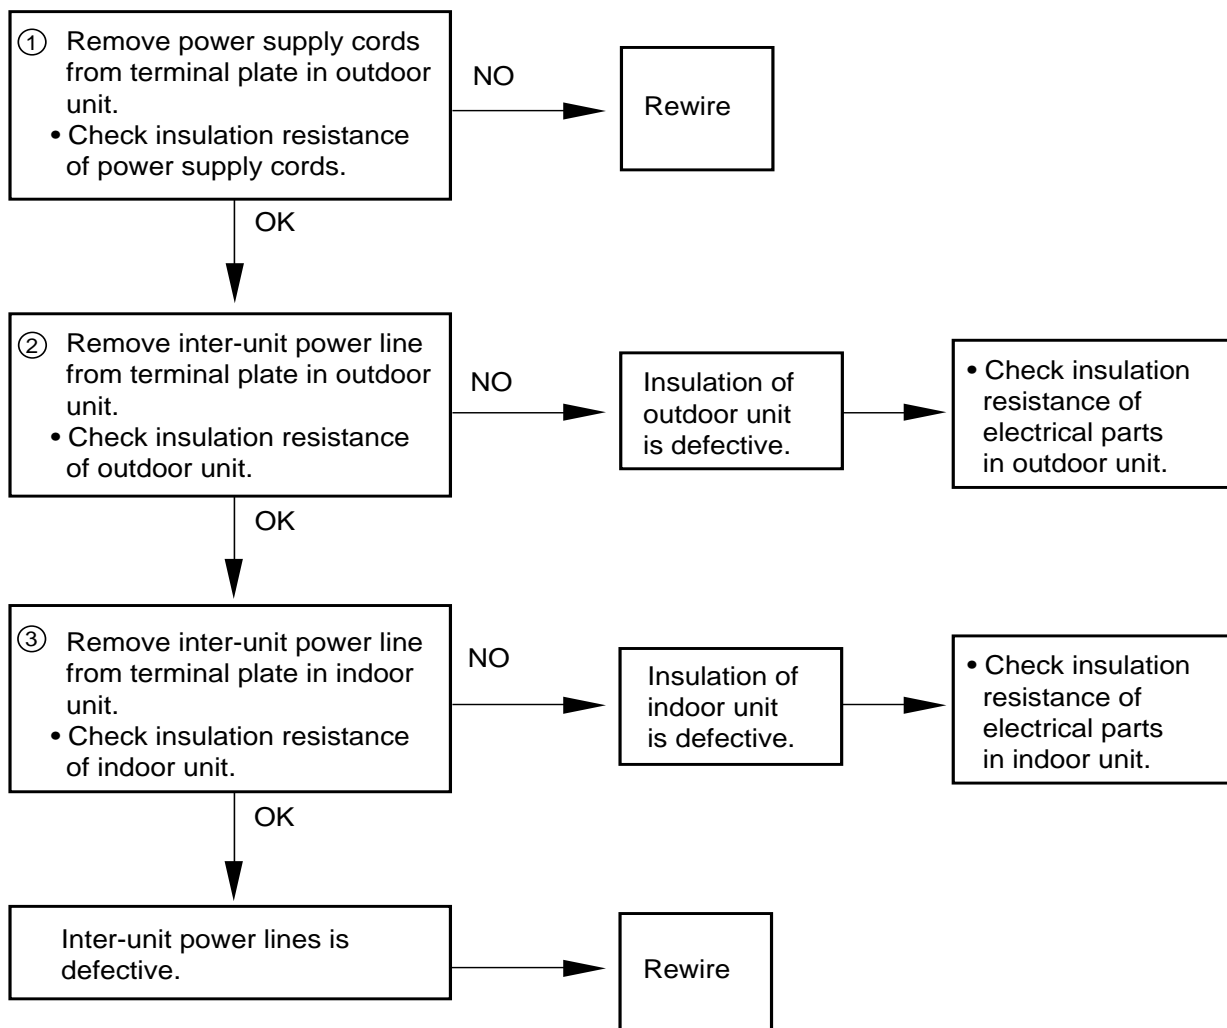 ① Remove power supply cords
from terminal plate in outdoor
unit.
• Check insulation resistance
of power supply cords.
NO
Rewire
OK
② Remove inter-unit power line
from terminal plate in outdoor
unit.
• Check insulation resistance
of outdoor unit.
NO
Insulation of
outdoor unit
is defective.
• Check insulation
resistance of
electrical parts
in outdoor unit.
OK
③ Remove inter-unit power line
from terminal plate in indoor
unit.
• Check insulation resistance
of indoor unit.
NO
Insulation of
indoor unit
is defective.
• Check insulation
resistance of
electrical parts
in indoor unit.
OK
Inter-unit power lines is
defective.
Rewire